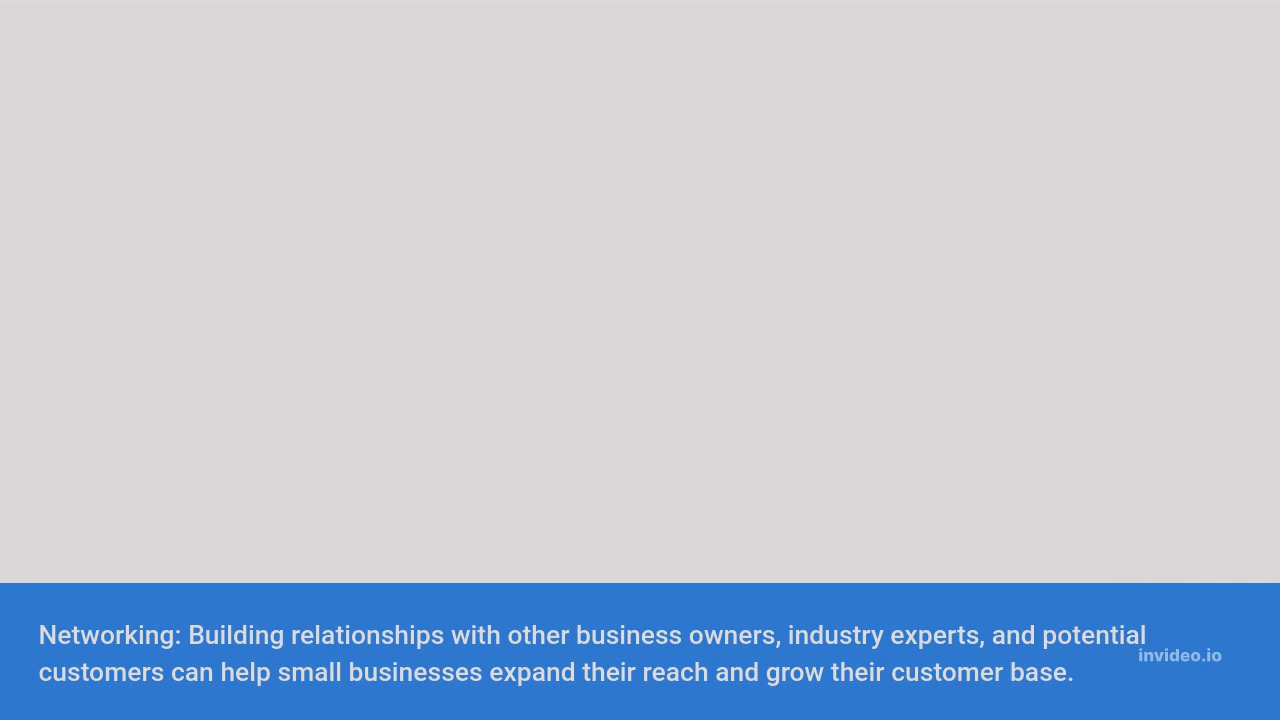 Networking: Building relationships with other business owners, industry experts, and potential
customers can help small businesses expand their reach and grow their customer base.
invideo.io